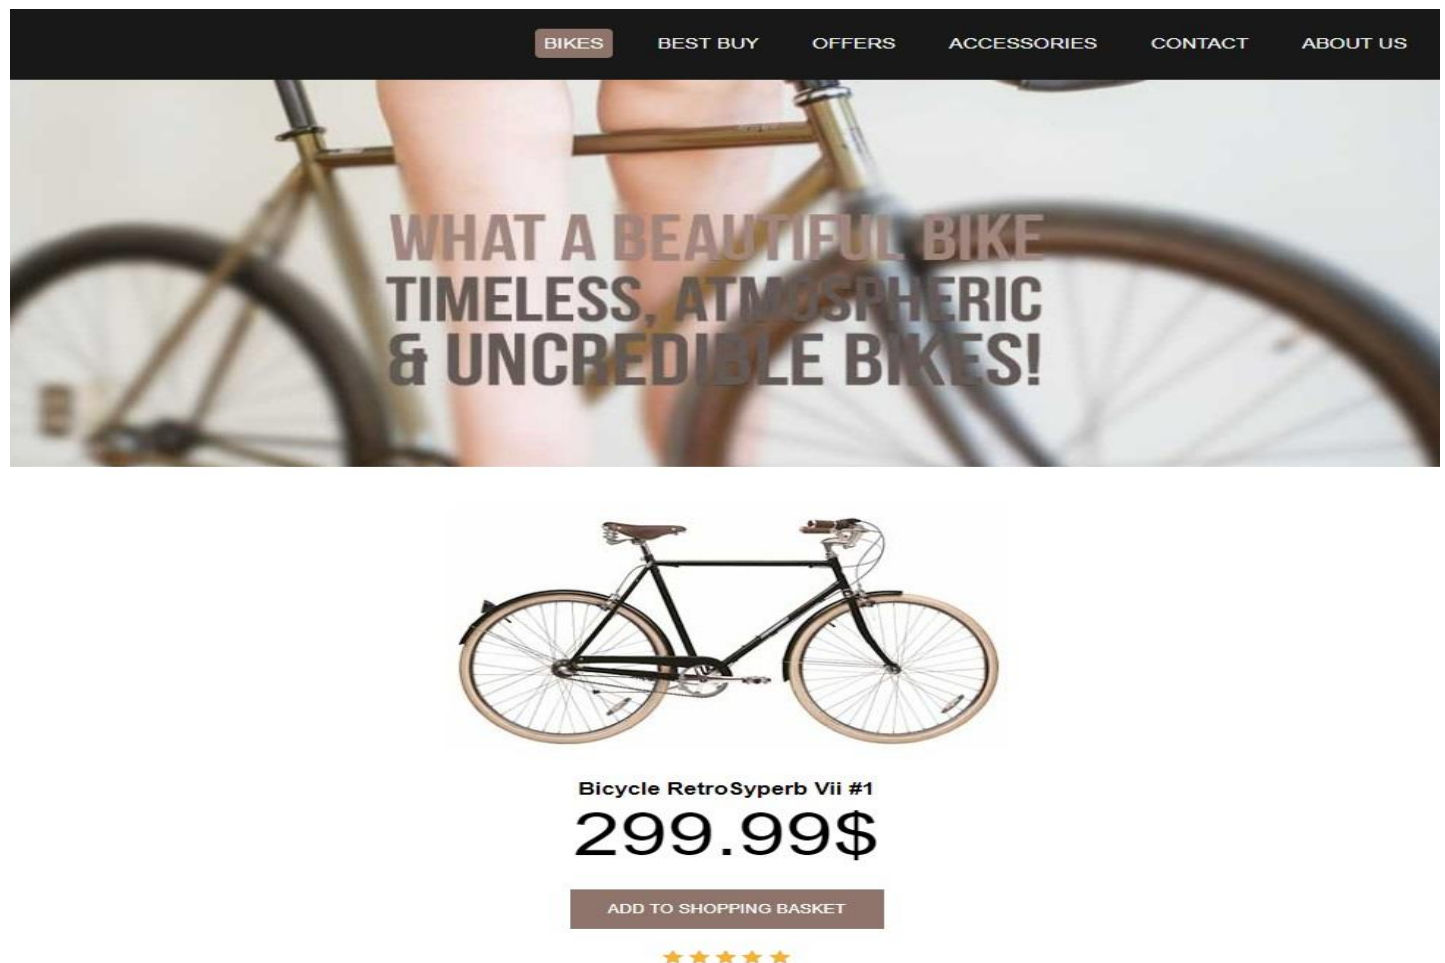 BIKES BEST BUY OFFERS ACCESSORIES CONTACT ABOUT US
WHAT A BEAUTIFUL BIKE
TIMELESS, ATMOSPHERIC
& UNCREDIBLE BIKES!
Bicycle RetroSyperb Vii #1
299.99$
ADD TO SHOPPING BASKET